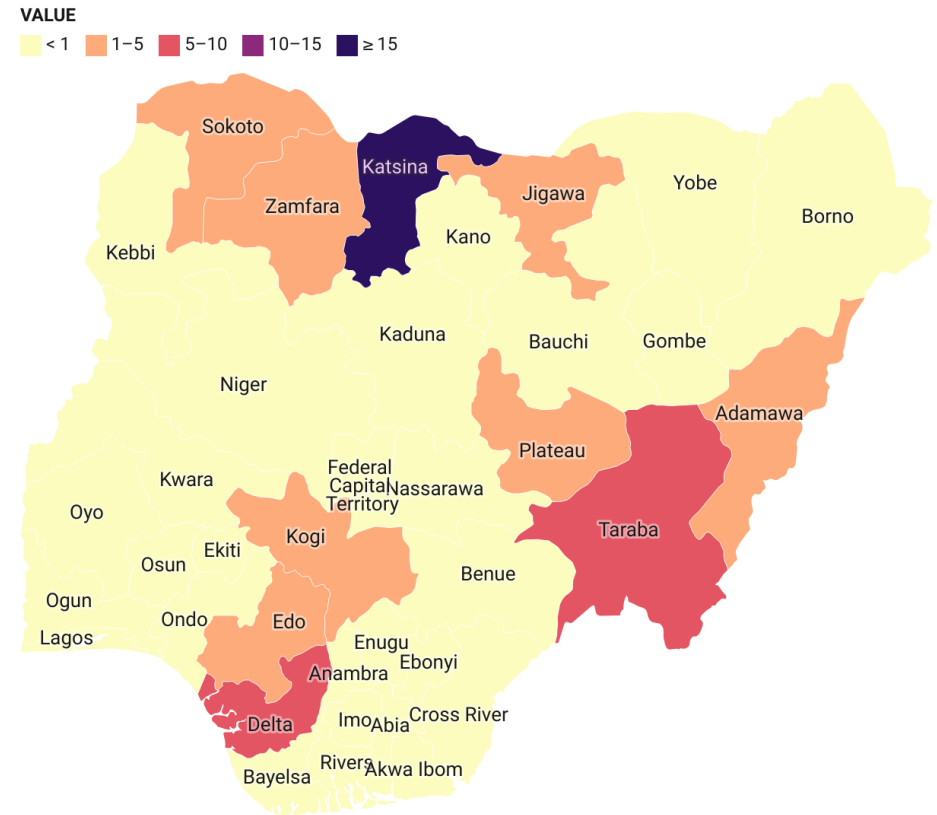 VALUE
< 1 1–5 5–10 10–15 ≥ 15
Sokoto
Katsina
Yobe
Jigawa
Zamfara
Borno
Kano
Kebbi
Kaduna
Bauchi
Gombe
Niger
Adamawa
Plateau
Federal
Capital
Territory
Kwara
Nassarawa
Oyo
Taraba
Kogi
Ekiti
Osun
Benue
Ogun
Ondo
Edo
Lagos
Enugu
Ebonyi
Anambra
Cross River
Imo
Abia
Delta
Rivers
Akwa Ibom
Bayelsa